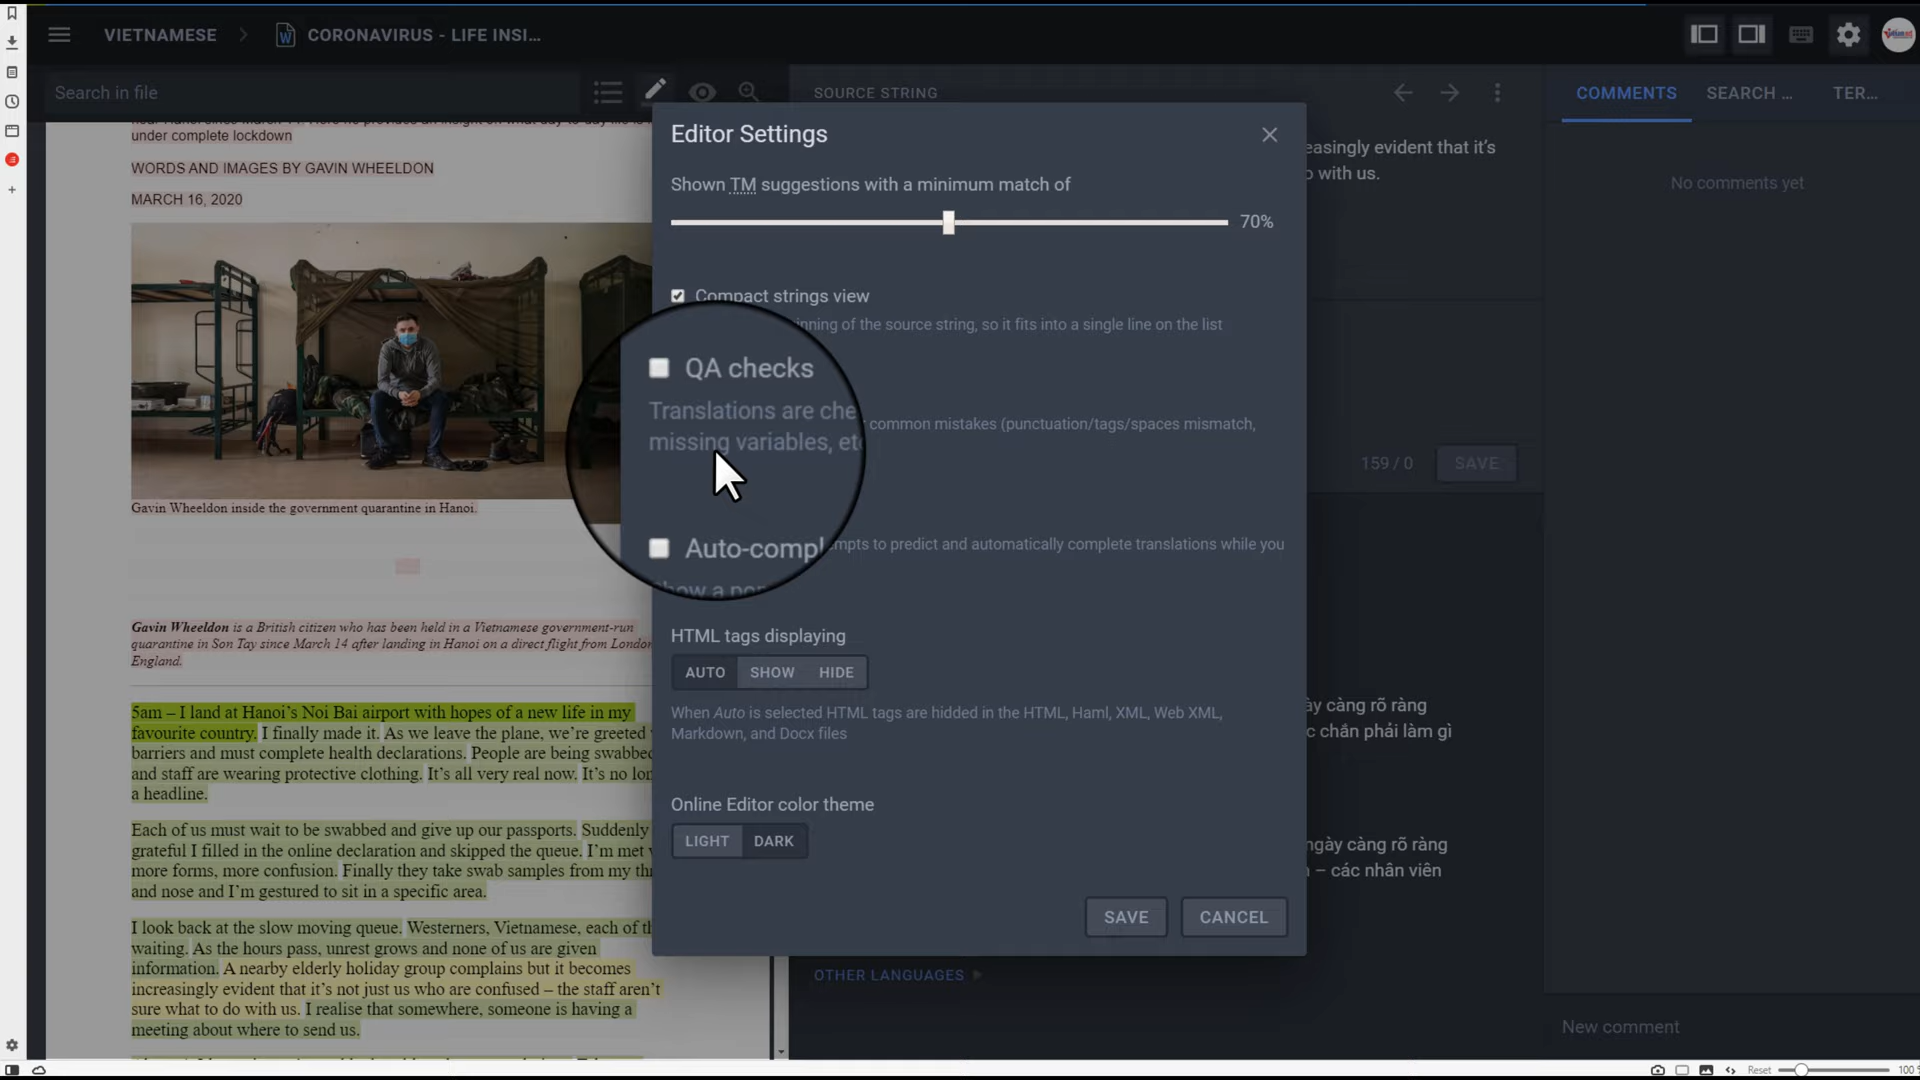 VIETNAMESE
CORONAVIRUS - LIFE INSI...
Search in file
under complete lockdown
WORDS AND IMAGES BY GAVIN WHEELDON
MARCH 16, 2020
Gavin Wheeldon inside the government quarantine in Hanoi.
Gavin Wheeldon is a British citizen who has been held in a Vietnamese government-run
quarantine in Son Tay since March 14 after landing in Hanoi on a direct flight from London
England.
5am – I land at Hanoi's Noi Bai airport with hopes of a new life in my
favourite country. I finally made it. As we leave the plane, we're greeted
barriers and must complete health declarations. People are being swabbed
and staff are wearing protective clothing. It's all very real now. It's no lon
a headline.
Each of us must wait to be swabbed and give up our passports. Suddenly
grateful I filled in the online declaration and skipped the queue. I'm met
more forms, more confusion. Finally they take swab samples from my th
and nose and I'm gestured to sit in a specific area.
I look back at the slow moving queue. Westerners, Vietnamese, each of th
waiting. As the hours pass, unrest grows and none of us are given
information. A nearby elderly holiday group complains but it becomes
increasingly evident that it's not just us who are confused – the staff aren't
sure what to do with us. I realise that somewhere, someone is having a
meeting about where to send us.
SOURCE STRING
Editor Settings
Shown TM suggestions with a minimum match of
70%
Compact strings view
inning of the source string, so it fits into a single line on the list
QA checks
Translations are che
common mistakes (punctuation/tags/spaces mismatch,
missing variables, etc
Auto-compl
empts to predict and automatically complete translations while you
HTML tags displaying
AUTO SHOW HIDE
When Auto is selected HTML tags are hidded in the HTML, Haml, XML, Web XML,
Markdown, and Docx files
Online Editor color theme
LIGHT DARK
SAVE CANCEL
easingly evident that it's
o with us.
159 / 0 SAVE
ày càng rõ ràng
c chắn phải làm gì
ngày càng rõ ràng
n – các nhân viên
OTHER LANGUAGES
COMMENTS SEARCH ... TER...
No comments yet
New comment
Reset
100